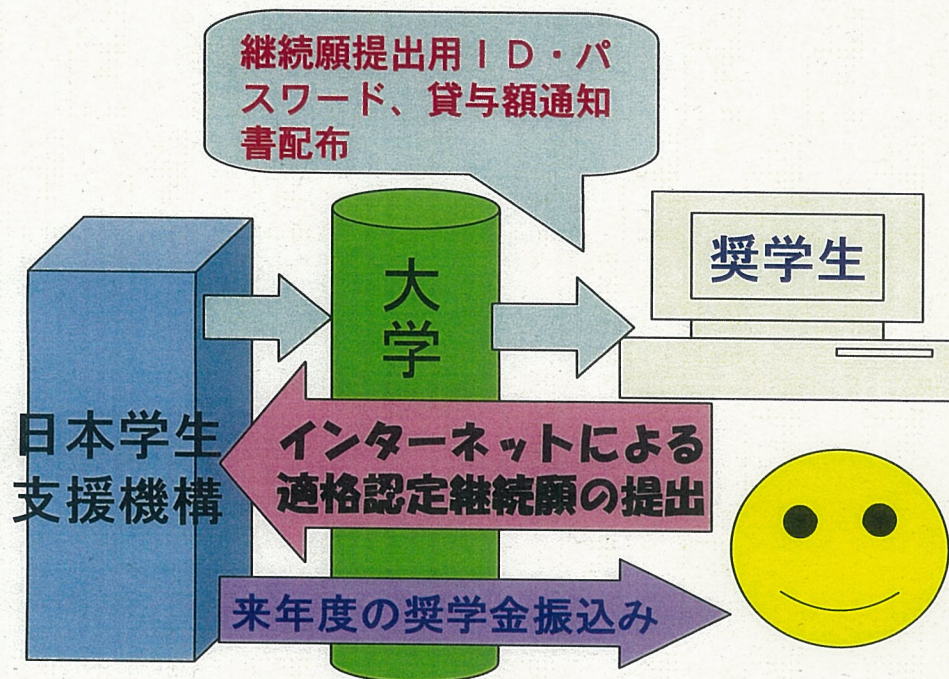 継続願提出用ＩＤ・パ
スワード、貸与額通知
書配布
大
学
奨学生
日本学生
支援機構
インターネットによる
適格認定継続願の提出
来年度の奨学金振込み